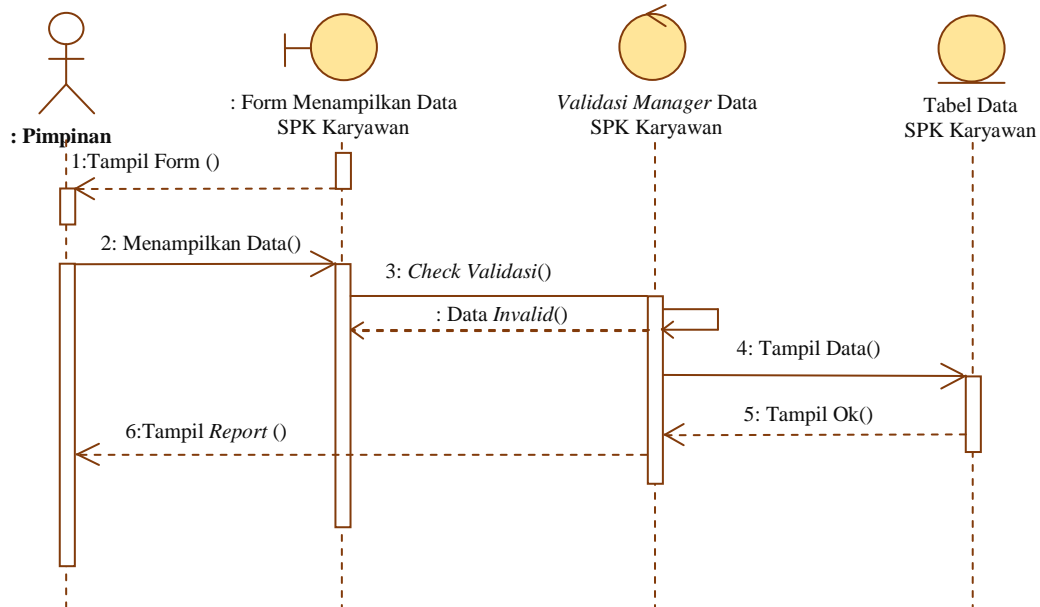 : Pimpinan
: Form Menampilkan Data
SPK Karyawan
Validasi Manager Data
SPK Karyawan
Tabel Data
SPK Karyawan
1:Tampil Form ()
2: Menampilkan Data()
3: Check Validasi()
: Data Invalid()
4: Tampil Data()
5: Tampil Ok()
6:Tampil Report ()